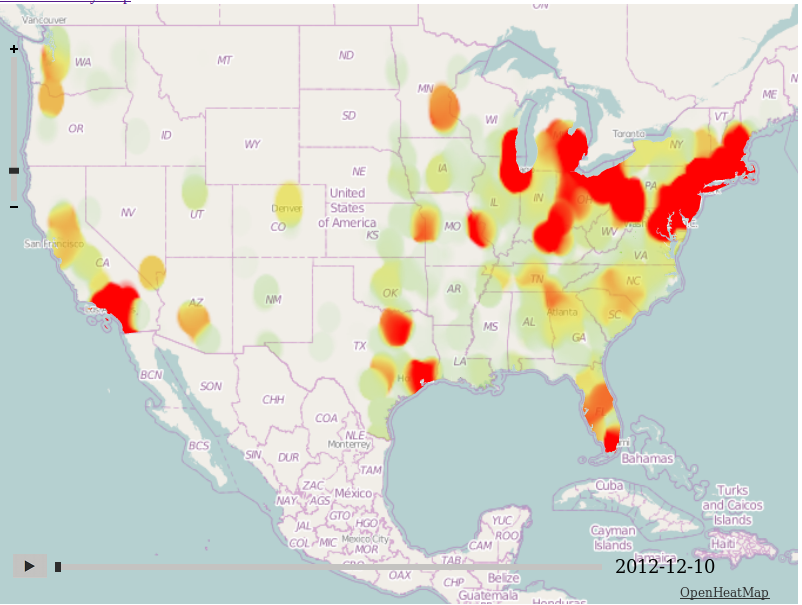 Vancouver
ON
+
WA
MT
ND
MN
ME
OR
ID
SD
WI
Toronto
VT
NY
WY
IA
NE
PA
NV
UT
Denver
CO
United
States
of America
IL
IN
OH
San Francisco
KS
MO
WV
VA
CA
-
AZ
NM
OK
AR
TN
NC
TX
MS
AL
Atlanta
SC
GA
LA
BCN
SON
CHH
COA
BCS
SIN
DUR
NLE
Monterrey
TAM
Bahamas
Cuba
ZAC
NAY
AGS
México
Turks
and Caicos
Islands
JAL
GTO
HGO
YUC
ROO
Cayman
Islands
Haiti
COL
MIC
Mexico City
MOR
CAM
TAB
Jamaica
2012-12-10
OAX
CHP
Belize
Guatemala
Honduras
OpenHeatMap